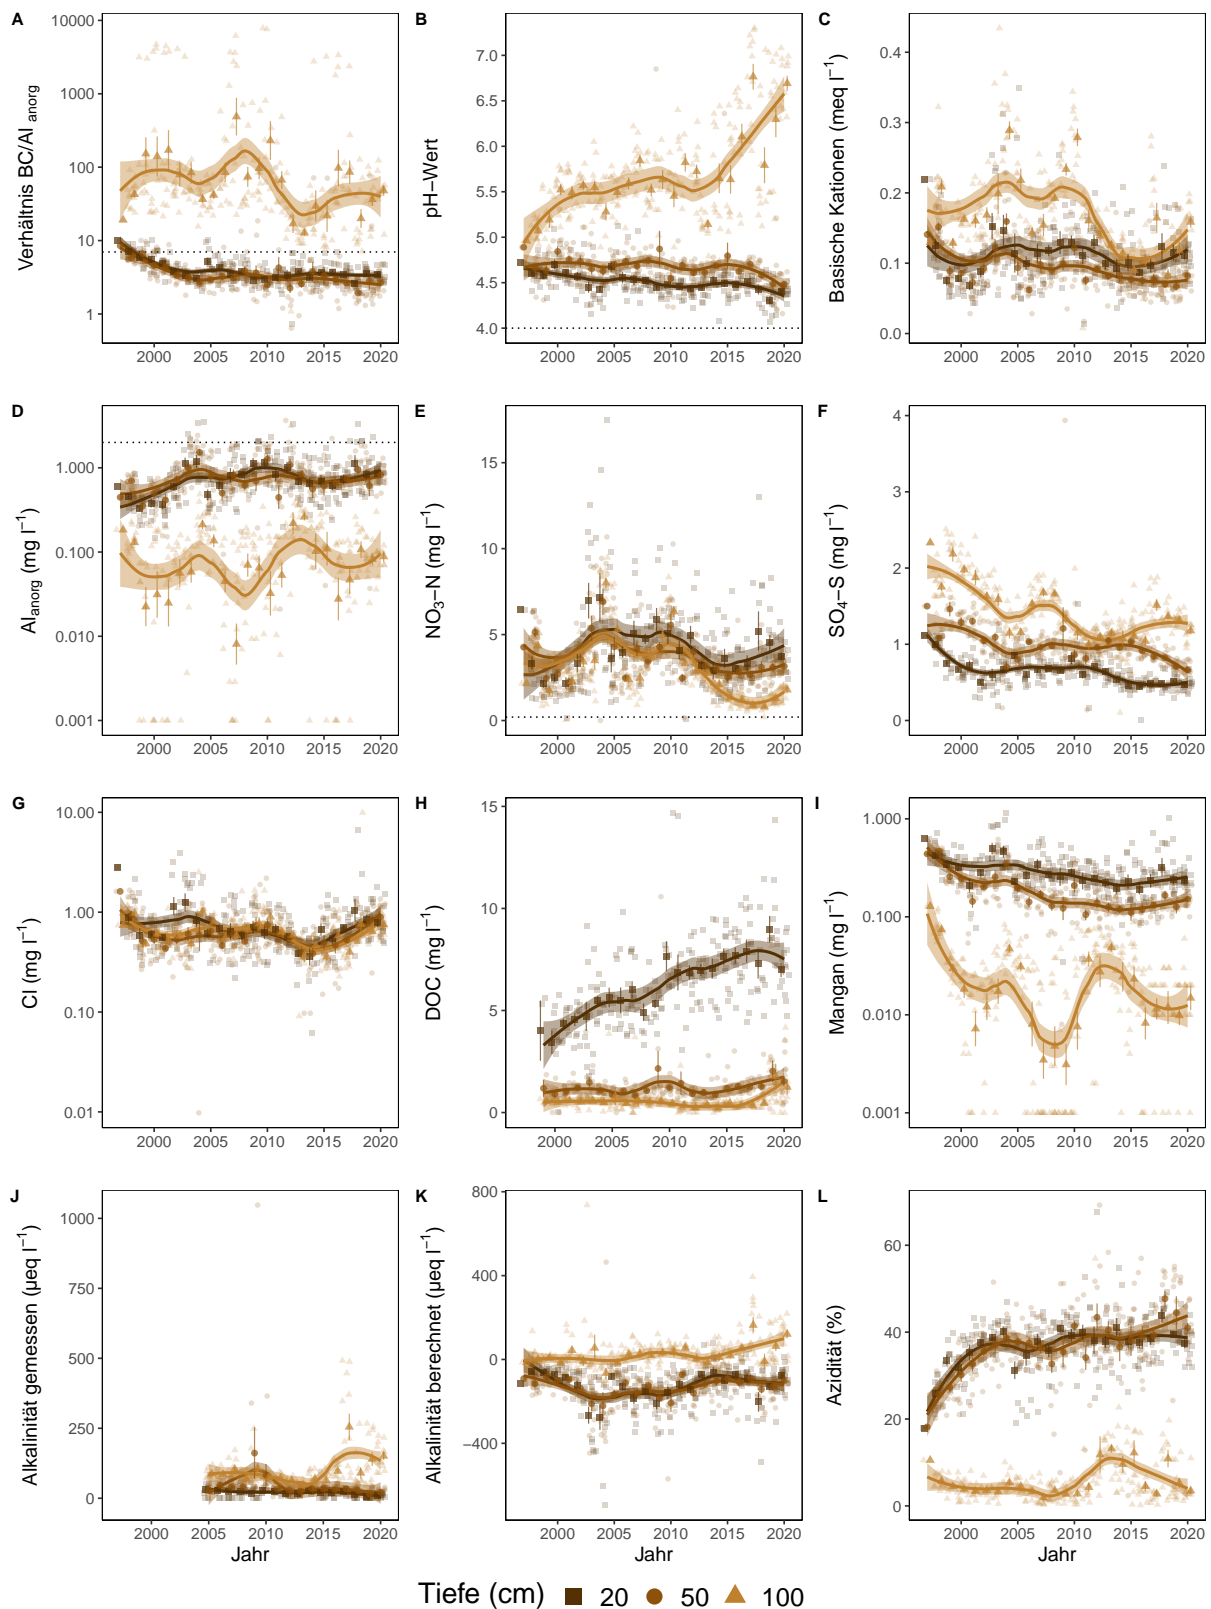 A
Verhältnis BC/Al anorg
10000
1000
100
10
1
2000 2005 2010 2015 2020
B
pH−Wert
7.0
6.5
6.0
5.5
5.0
4.5
4.0
2000 2005 2010 2015 2020
C
Basische Kationen (meq l⁻¹)
0.4
0.3
0.2
0.1
0.0
2000 2005 2010 2015 2020
D
Al anorg (mg l⁻¹)
1.000
0.100
0.010
0.001
2000 2005 2010 2015 2020
E
NO₃−N (mg l⁻¹)
15
10
5
0
2000 2005 2010 2015 2020
F
SO₄−S (mg l⁻¹)
4
3
2
1
0
2000 2005 2010 2015 2020
G
Cl (mg l⁻¹)
10.00
1.00
0.10
0.01
2000 2005 2010 2015 2020
H
DOC (mg l⁻¹)
15
10
5
0
2000 2005 2010 2015 2020
I
Mangan (mg l⁻¹)
1.000
0.100
0.010
0.001
2000 2005 2010 2015 2020
J
Alkalinität gemessen (µeq l⁻¹)
1000
750
500
250
0
2000 2005 2010 2015 2020
Jahr
K
Alkalinität berechnet (µeq l⁻¹)
800
400
0
−400
2000 2005 2010 2015 2020
Jahr
L
Azidität (%)
60
40
20
0
2000 2005 2010 2015 2020
Jahr
Tiefe (cm) 20 50 100